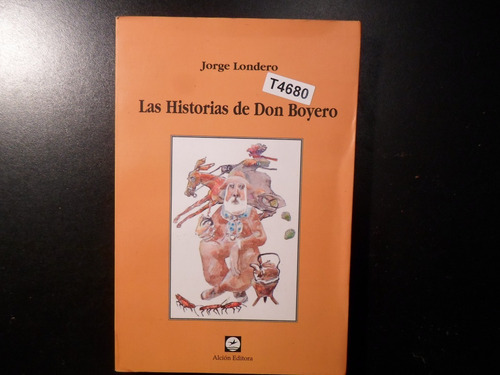 Jorge Londero
T4680
Las Historias de Don Boyero
Alción Editora